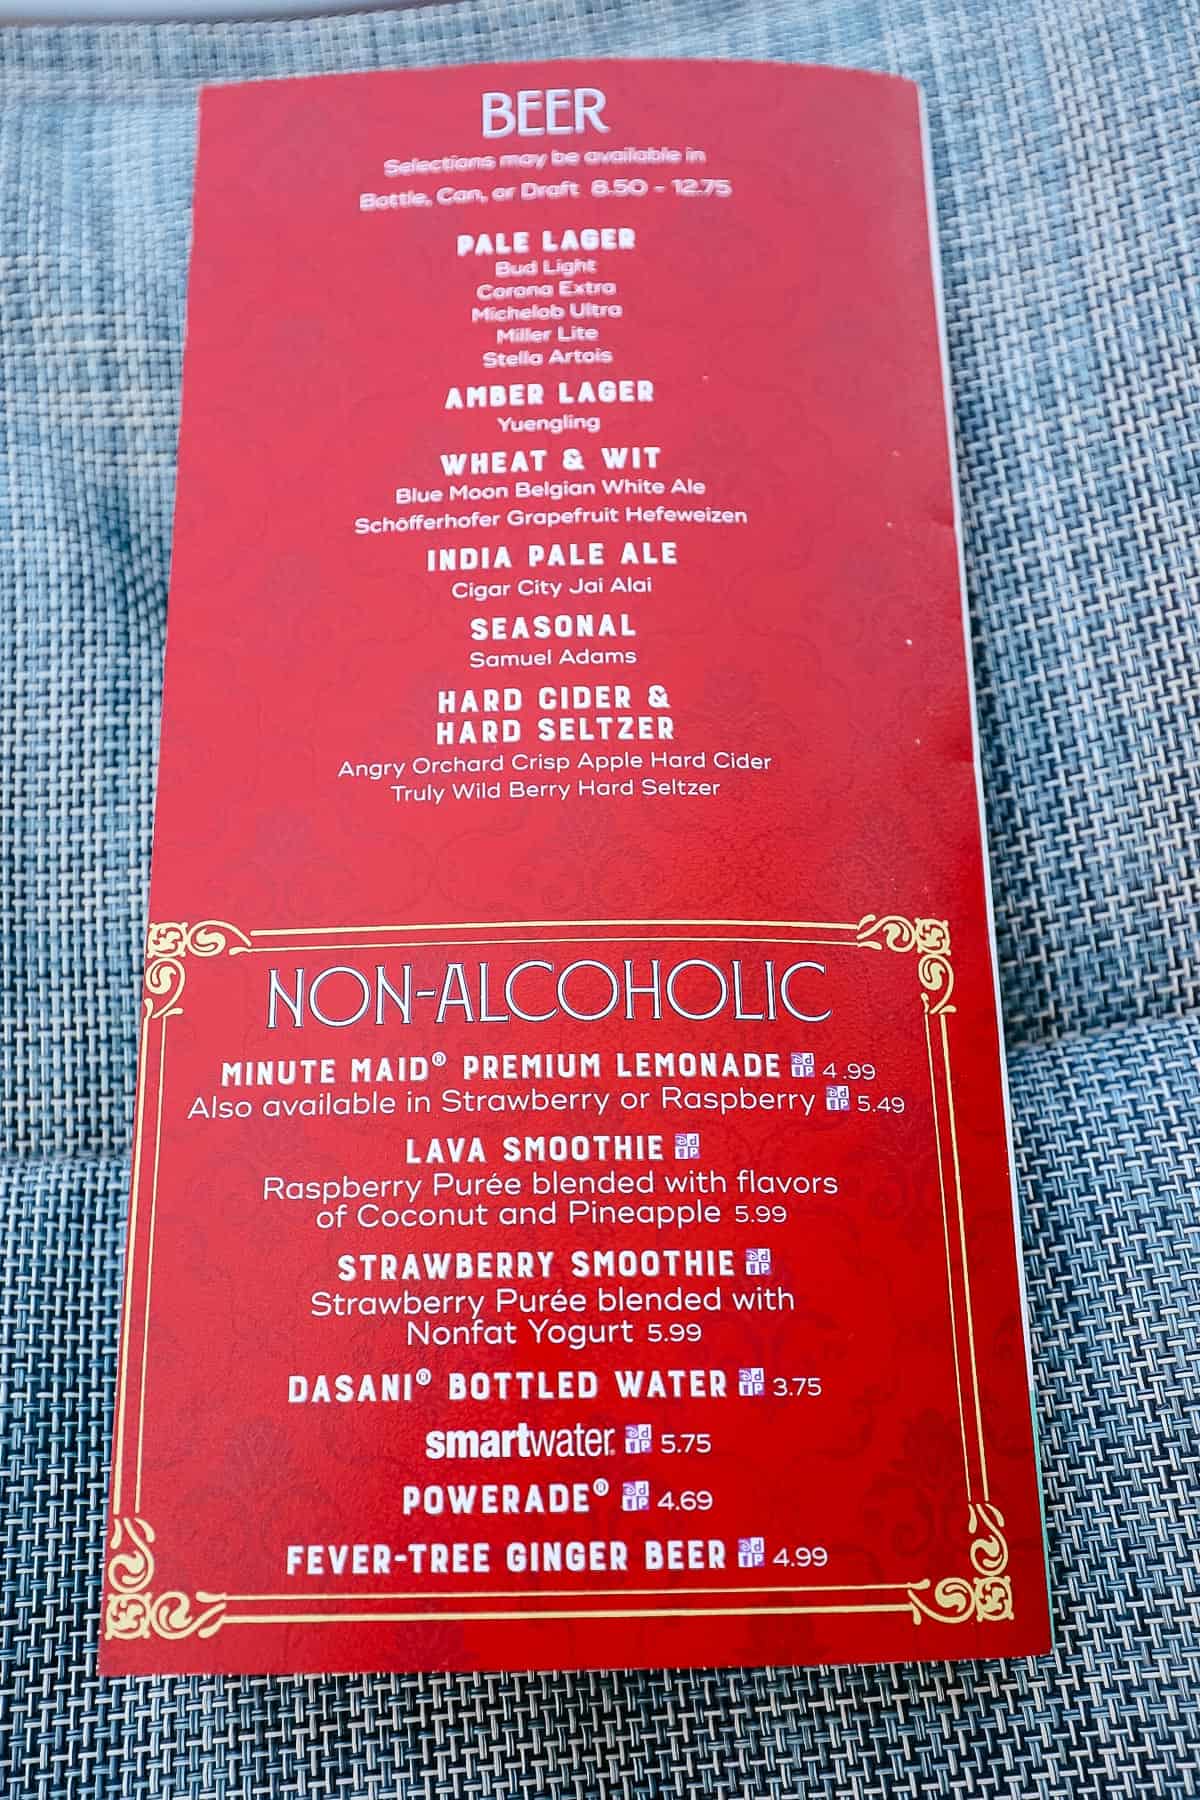 BEER
Selections may be available in
Bottle, Can, or Draft 8.50 - 12.75
PALE LAGER
Bud Light
Corona Extra
Michelob Ultra
Miller Lite
Stella Artois
AMBER LAGER
Yuengling
WHEAT & WIT
Blue Moon Belgian White Ale
Schöfferhofer Grapefruit Hefeweizen
INDIA PALE ALE
Cigar City Jai Alai
SEASONAL
Samuel Adams
HARD CIDER &
HARD SELTZER
Angry Orchard Crisp Apple Hard Cider
Truly Wild Berry Hard Seltzer
NON-ALCOHOLIC
MINUTE MAID® PREMIUM LEMONADE 4.99
Also available in Strawberry or Raspberry 5.49
LAVA SMOOTHIE
Raspberry Purée blended with flavors
of Coconut and Pineapple 5.99
STRAWBERRY SMOOTHIE
Strawberry Purée blended with
Nonfat Yogurt 5.99
DASANI® BOTTLED WATER 3.75
smartwater 5.75
POWERADE® 4.69
FEVER-TREE GINGER BEER 4.99